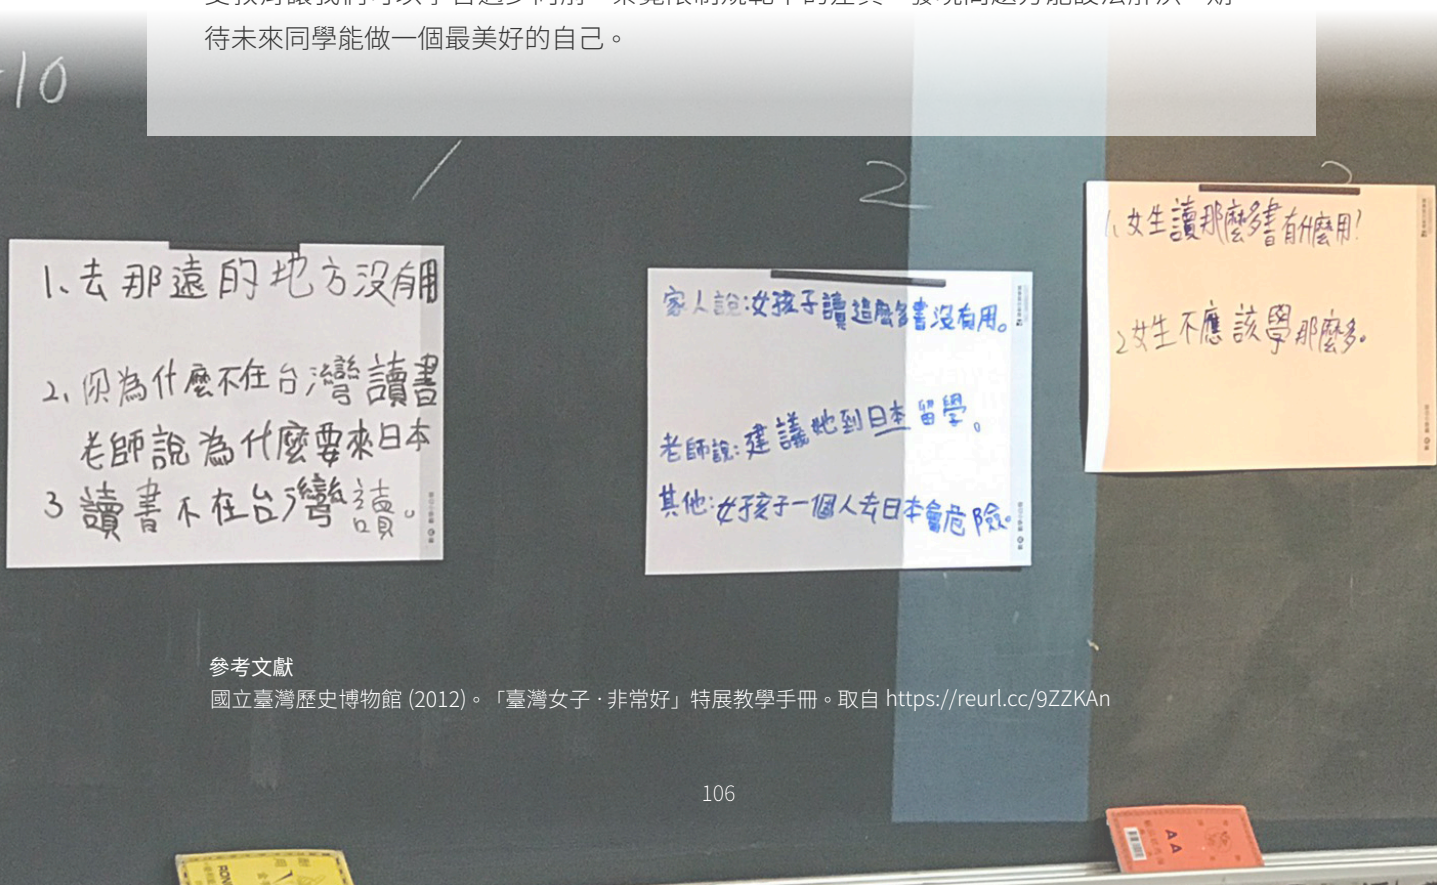 待未來同學能做一個最美好的自己。
10
1
2
1、去那遠的地方沒有用
2、你為什麼不在台灣讀書
老師說為什麼要來日本
3 讀書不在台灣讀。
家人說:女孩子讀這麼多書沒有用。
老師說:建議她到日本留學。
其他:女孩子一個人去日本會危險。
1、女生讀那麼多書有什麼用?
2女生不應該學那麼多。
參考文獻
國立臺灣歷史博物館 (2012)。「臺灣女子·非常好」特展教學手冊。取自 https://reurl.cc/9ZZKAn
106
AA